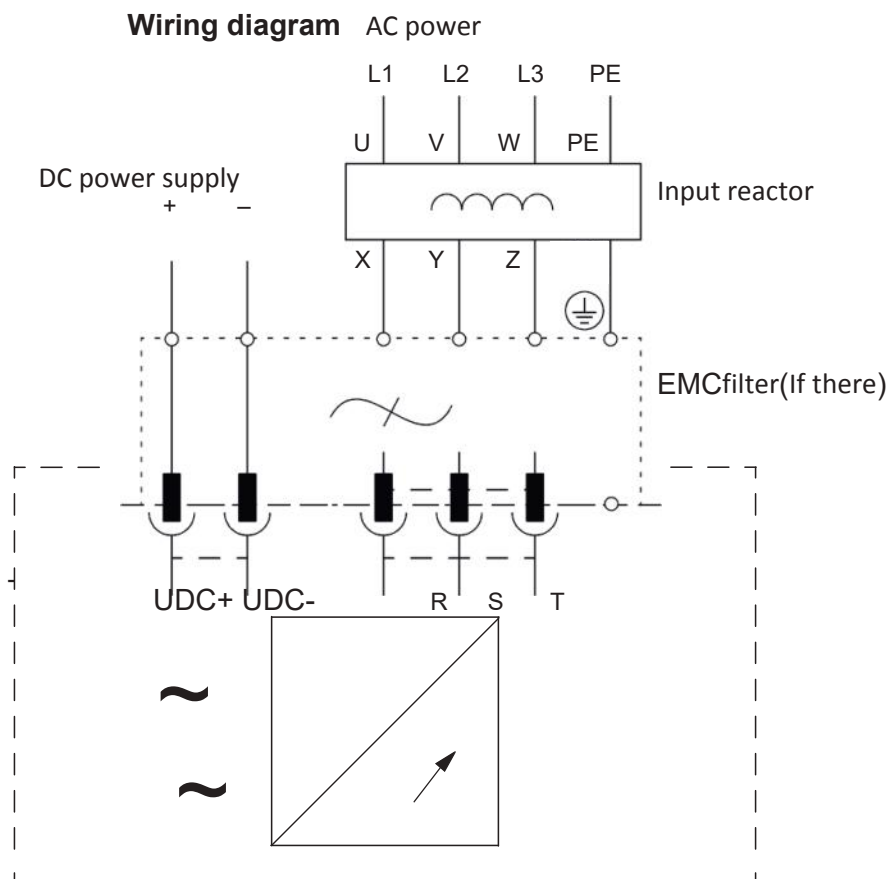 Wiring diagram AC power
L1 L2 L3 PE
U V W PE
DC power supply
+ –
Input reactor
X Y Z
EMCfilter(If there)
UDC+ UDC- R S T
~
~